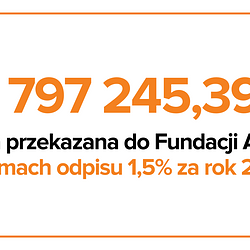 797 245,39
przekazana do Fundacji A
mach odpisu 1,5% za rok 2